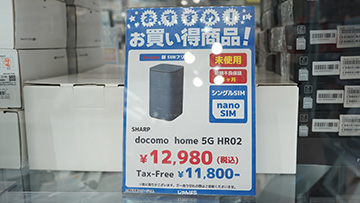 おすすめ!
お買い得商品!
未使用
シングルSIM
nano
SIM
SHARP
docomo home 5G HR02
¥12,980(税込)
Tax-Free ¥11,800-